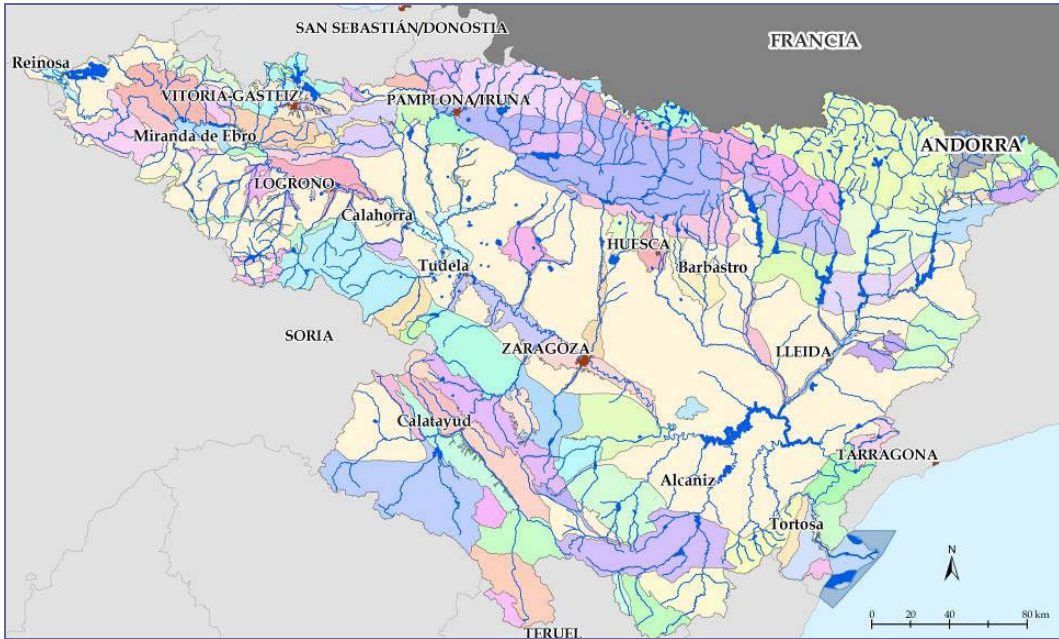 SAN SEBASTIÁN/DONOSTIA
FRANCIA
Reinosa
VITORIA-GASTEIZ
PAMPLONA/IRUÑA
Miranda de Ebro
ANDORRA
LOGROÑO
Calahorra
HUESCA
Tudela
Barbastro
SORIA
ZARAGOZA
LLEIDA
Calatayud
TARRAGONA
Alcañiz
Tortosa
N
0 20 40 80 km
TERUEL